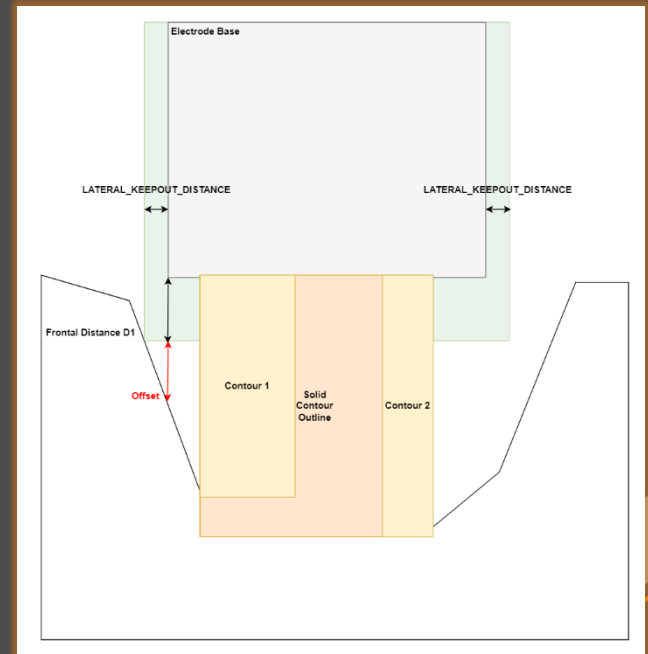 Electrode Base
LATERAL_KEEPOUT_DISTANCE
LATERAL_KEEPOUT_DISTANCE
Frontal Distance D1
Offset
Contour 1
Solid
Contour
Outline
Contour 2